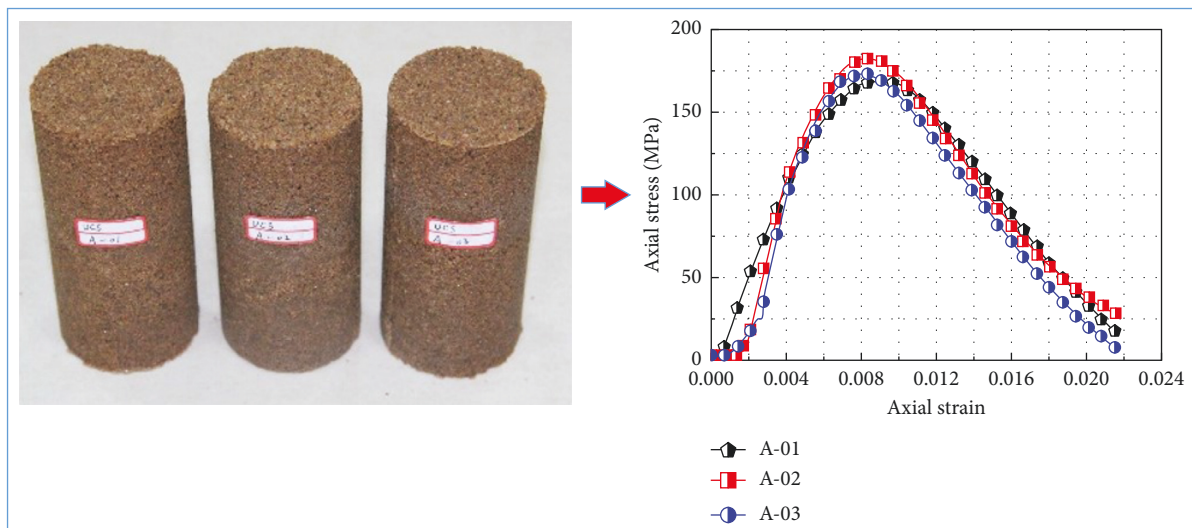 UCS
A-01
UCS
A-02
UCS
A-03
200
150
100
50
0
Axial stress (MPa)
0.000
0.004
0.008
0.012
0.016
0.020
0.024
Axial strain
A-01
A-02
A-03